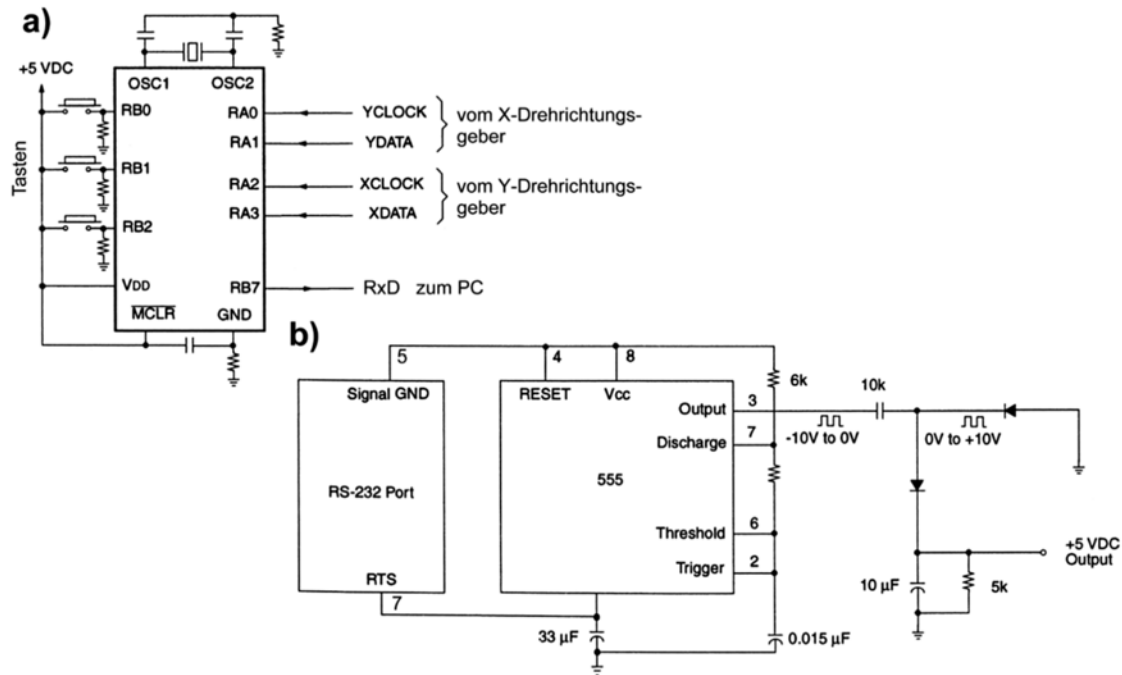 a)
+5 VDC
OSC1 OSC2
Tasten
RB0
RB1
RB2
VDD
MCLR
GND
RA0
RA1
RA2
RA3
RB7
YCLOCK
YDATA
vom X-Drehrichtungs-
geber
XCLOCK
XDATA
vom Y-Drehrichtungs-
geber
RxD zum PC
b)
5
4
8
Signal GND
RS-232 Port
RTS
7
RESET
Vcc
555
Output
Discharge
Threshold
Trigger
3
7
6
2
6k
10k
-10V to 0V
0V to +10V
33 µF
0.015 µF
10 µF
5k
+5 VDC
Output